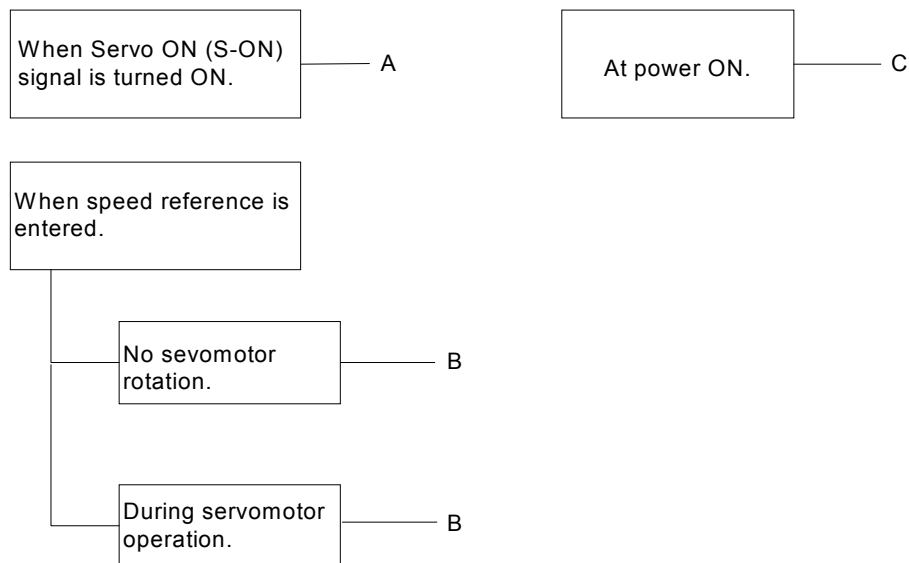 When Servo ON (S-ON)
signal is turned ON.
A
At power ON.
C
When speed reference is
entered.
No sevomotor
rotation.
B
During servomotor
operation.
B